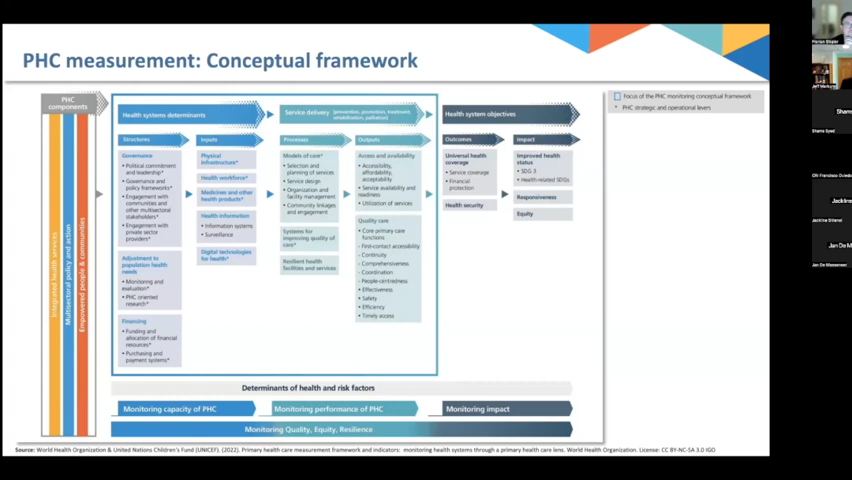 PHC measurement: Conceptual framework
PHC
components
Integrated health services
Multisectoral policy and action
Empowered people & communities
Health systems determinants
Structures
Governance
• Political commitment
and leadership*
• Governance and
policy frameworks*
• Engagement with
communities and
other multisectoral
stakeholders*
• Engagement with
private sector
providers*
Adjustment to
population health
needs
• Monitoring and
evaluation*
• PHC oriented
research*
Financing
• Funding and
allocation of financial
resources*
• Purchasing and
payment systems*
Inputs
Physical
infrastructure*
Health workforce*
Medicines and other
health products*
Health information
• Information systems
• Surveillance
Digital technologies
for health*
Service delivery (prevention, promotion, treatment,
rehabilitation, palliation)
Processes
Models of care*
• Selection and
planning of services
• Service design
• Organization and
facility management
• Community linkages
and engagement
Systems for
improving quality of
care*
Resilient health
facilities and services
Outputs
Access and availability
• Accessibility,
affordability,
acceptability
• Service availability and
readiness
• Utilization of services
Quality care
• Core primary care
functions
- First-contact accessibility
- Continuity
- Comprehensiveness
- Coordination
- People-centredness
• Effectiveness
• Safety
• Efficiency
• Timely access
Health system objectives
Outcomes
Universal health
coverage
• Service coverage
• Financial
protection
Health security
Impact
Improved health
status
• SDG 3
• Health-related SDGs
Responsiveness
Equity
Determinants of health and risk factors
Monitoring capacity of PHC
Monitoring performance of PHC
Monitoring impact
Monitoring Quality, Equity, Resilience
Focus of the PHC monitoring conceptual framework
* PHC strategic and operational levers
Source: World Health Organization & United Nations Children's Fund (UNICEF). (2022). Primary health care measurement framework and indicators: monitoring health systems through a primary health care lens. World Health Organization. License: CC BY-NC-SA 3.0 IGO
Shams
Shams Syed
Jackline
Jan De M